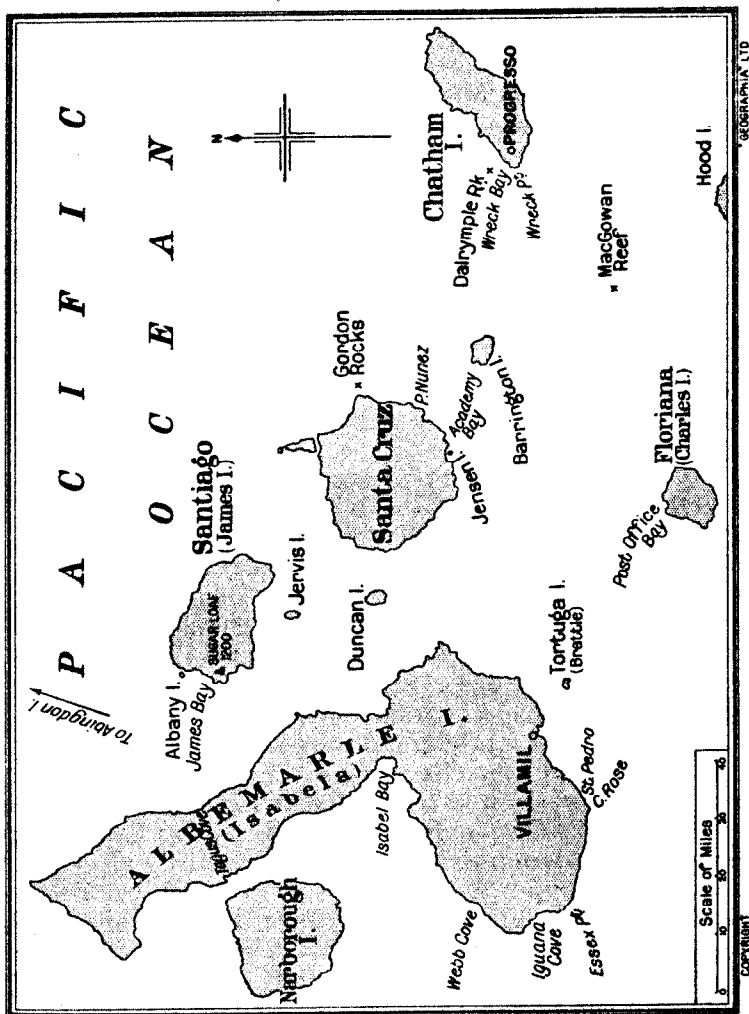 PACIFIC
OCEAN
N
To Abingdon I.
Santiago
(James I.)
Albany I.
James Bay
SUGAR LOAF
1200
Jervis I.
Duncan I.
Gordon
Rocks
Santa Cruz
P. Nunez
Academy
Bay
Jensen I.
Barrington I.
Chatham
I.
Dalrymple Rk.
Wreck Bay
PROGRESSO
Wreck Pt.
MacGowan
Reef
Hood I.
ALBEMARLE I.
(Isabela)
Narborough
I.
Isabel Bay
Webb Cove
Iguana
Cove
Essex Pt.
VILLAMIL
St. Pedro
C. Rose
Tortuga I.
(Brattle)
Post Office
Bay
Floriana
(Charles I.)
Scale of Miles
0 10 20 30 40
COPYRIGHT
"GEOGRAPHIA" LTD